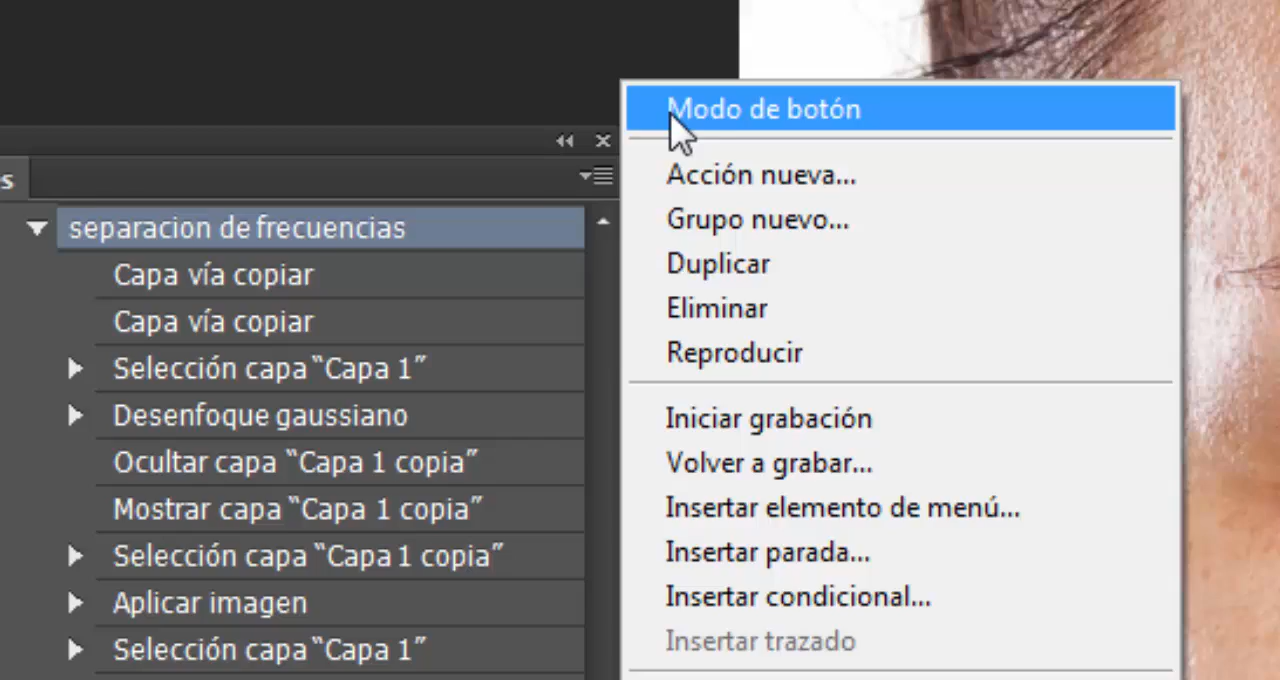 s
separacion de frecuencias
Capa vía copiar
Capa vía copiar
Selección capa “Capa 1”
Desenfoque gaussiano
Ocultar capa “Capa 1 copia”
Mostrar capa “Capa 1 copia”
Selección capa “Capa 1 copia”
Aplicar imagen
Selección capa “Capa 1”
Modo de botón
Acción nueva...
Grupo nuevo...
Duplicar
Eliminar
Reproducir
Iniciar grabación
Volver a grabar...
Insertar elemento de menú...
Insertar parada...
Insertar condicional...
Insertar trazado